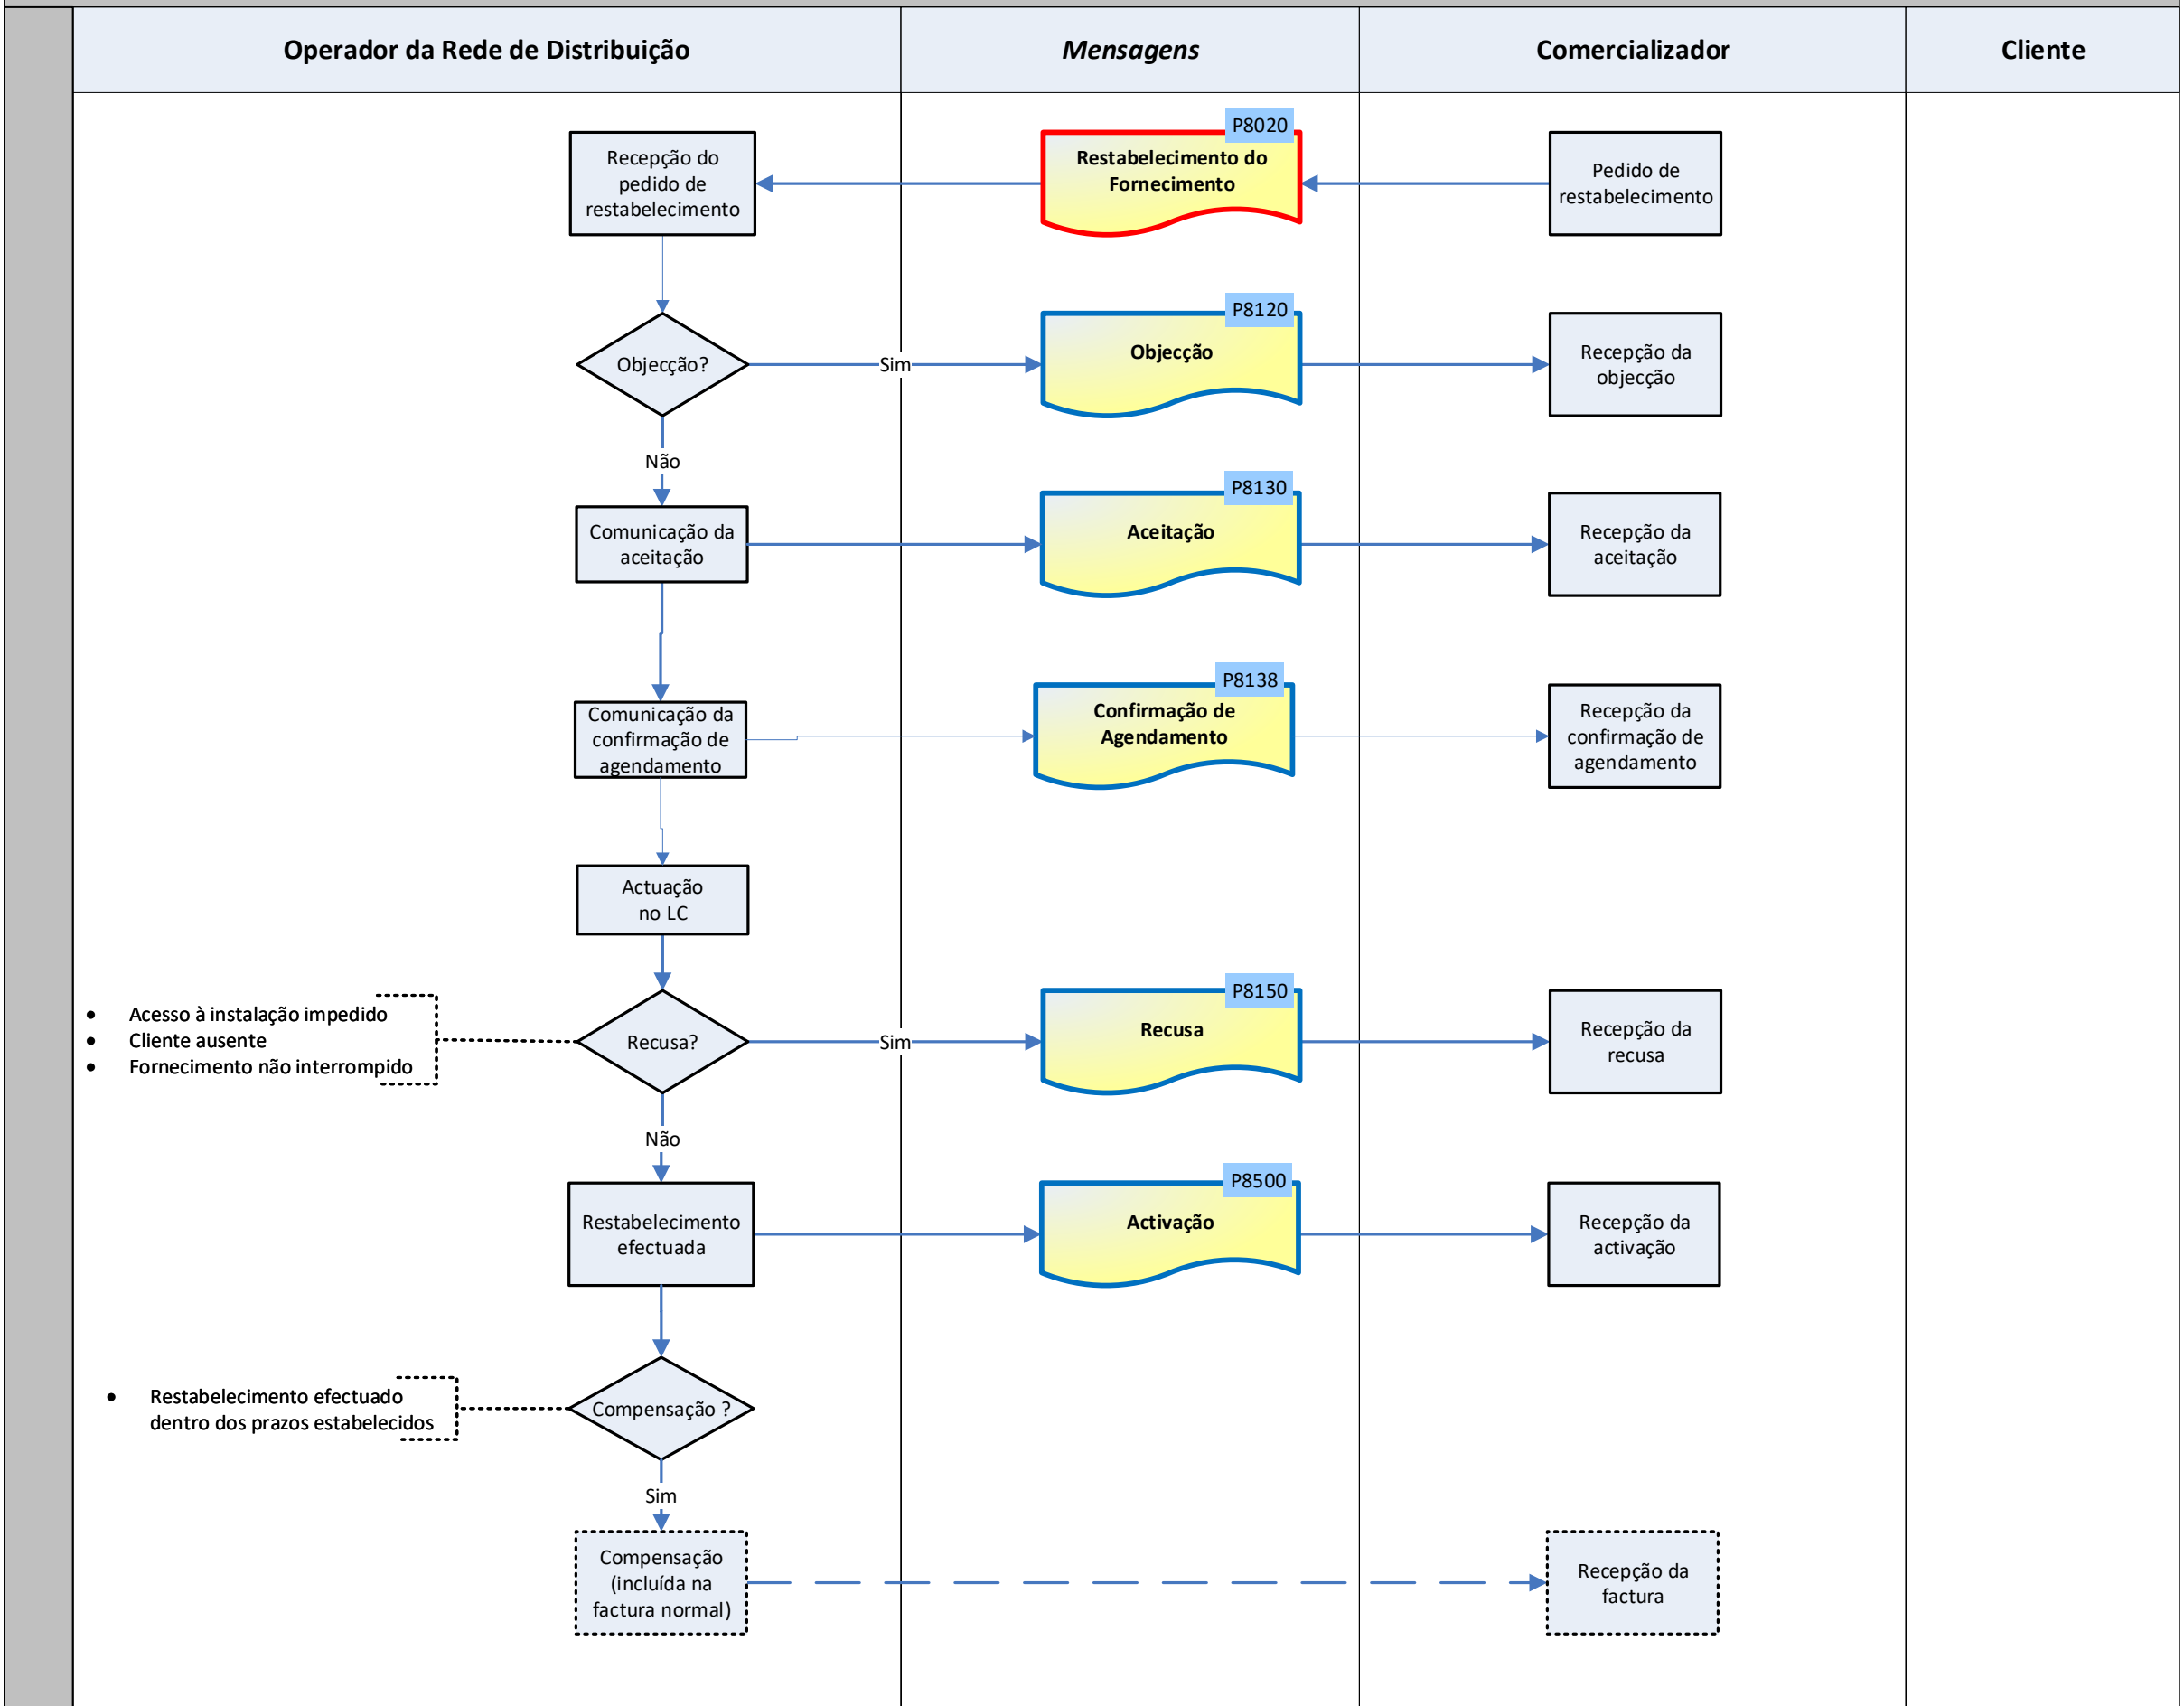 Operador da Rede de Distribuição
Mensagens
Comercializador
Cliente
Recepção do
pedido de
restabelecimento
P8020
Restabelecimento do
Fornecimento
Pedido de
restabelecimento
Objecção?
Sim
P8120
Objecção
Recepção da
objecção
Não
Comunicação da
aceitação
P8130
Aceitação
Recepção da
aceitação
Comunicação da
confirmação de
agendamento
P8138
Confirmação de
Agendamento
Recepção da
confirmação de
agendamento
Actuação
no LC
• Acesso à instalação impedido
• Cliente ausente
• Fornecimento não interrompido
Recusa?
Sim
P8150
Recusa
Recepção da
recusa
Não
Restabelecimento
efectuada
P8500
Activação
Recepção da
activação
• Restabelecimento efectuado
dentro dos prazos estabelecidos
Compensação ?
Sim
Compensação
(incluída na
factura normal)
Recepção da
factura